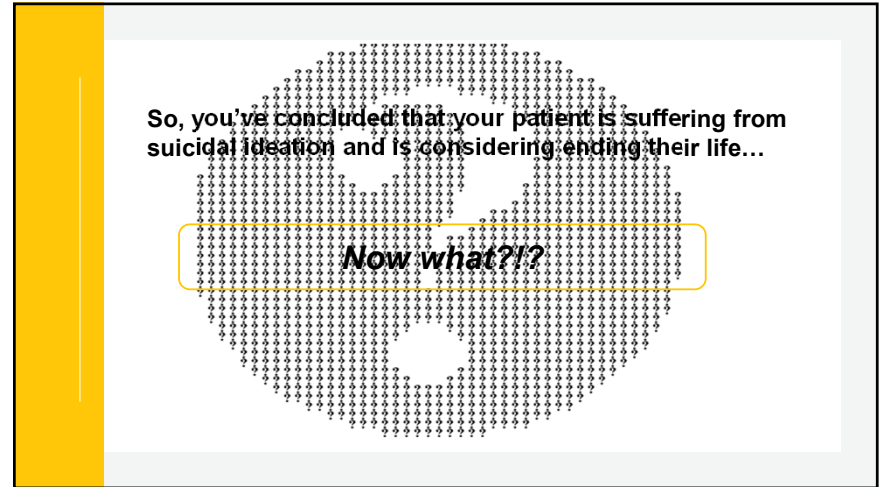 So, you’ve concluded that your patient is suffering from
suicidal ideation and is considering ending their life…
Now what?!?